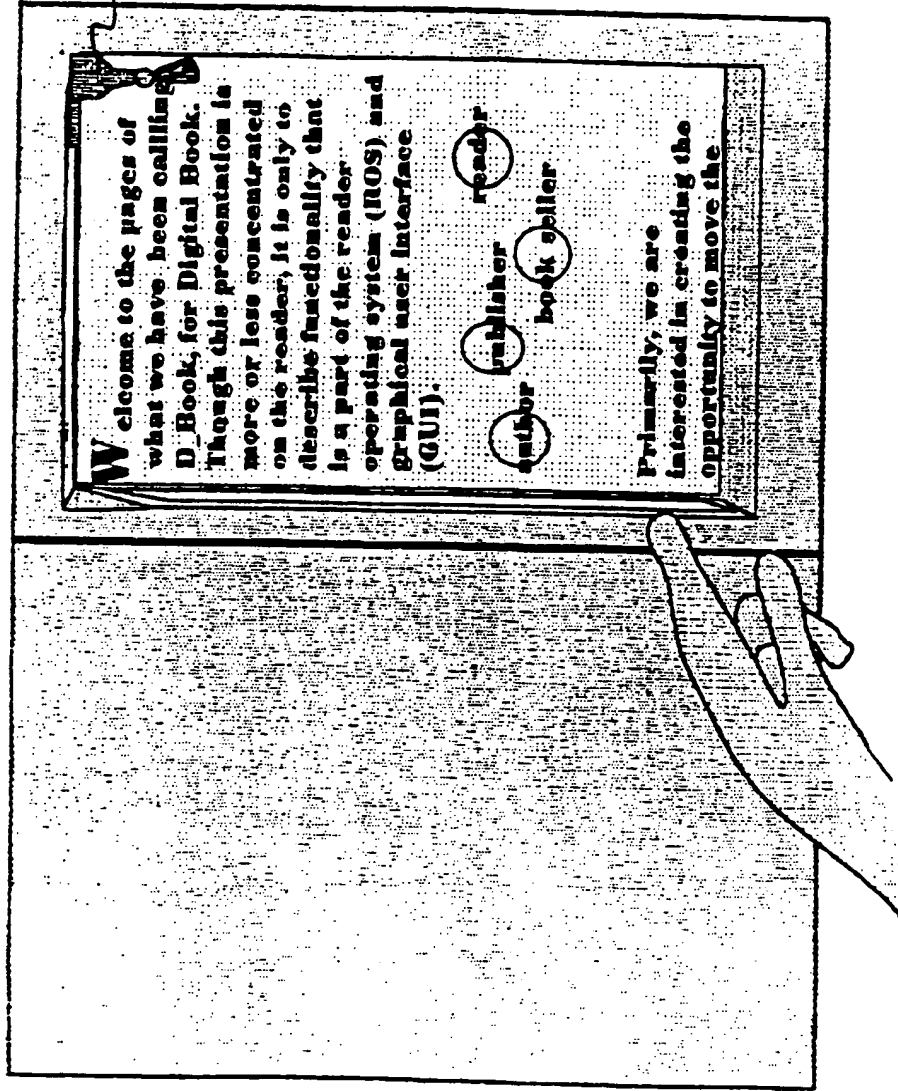 Welcome to the pages of
what we have been callling
D_Book, for Digital Book.
Though this presentation is
more or less concentrated
on the reader, it is only to
describe functionality that
is a part of the reader
operating system (ROS) and
graphical user interface
(GUI).
author publisher reader
book seller
Primarily, we are
interested in creating the
opportunity to move the